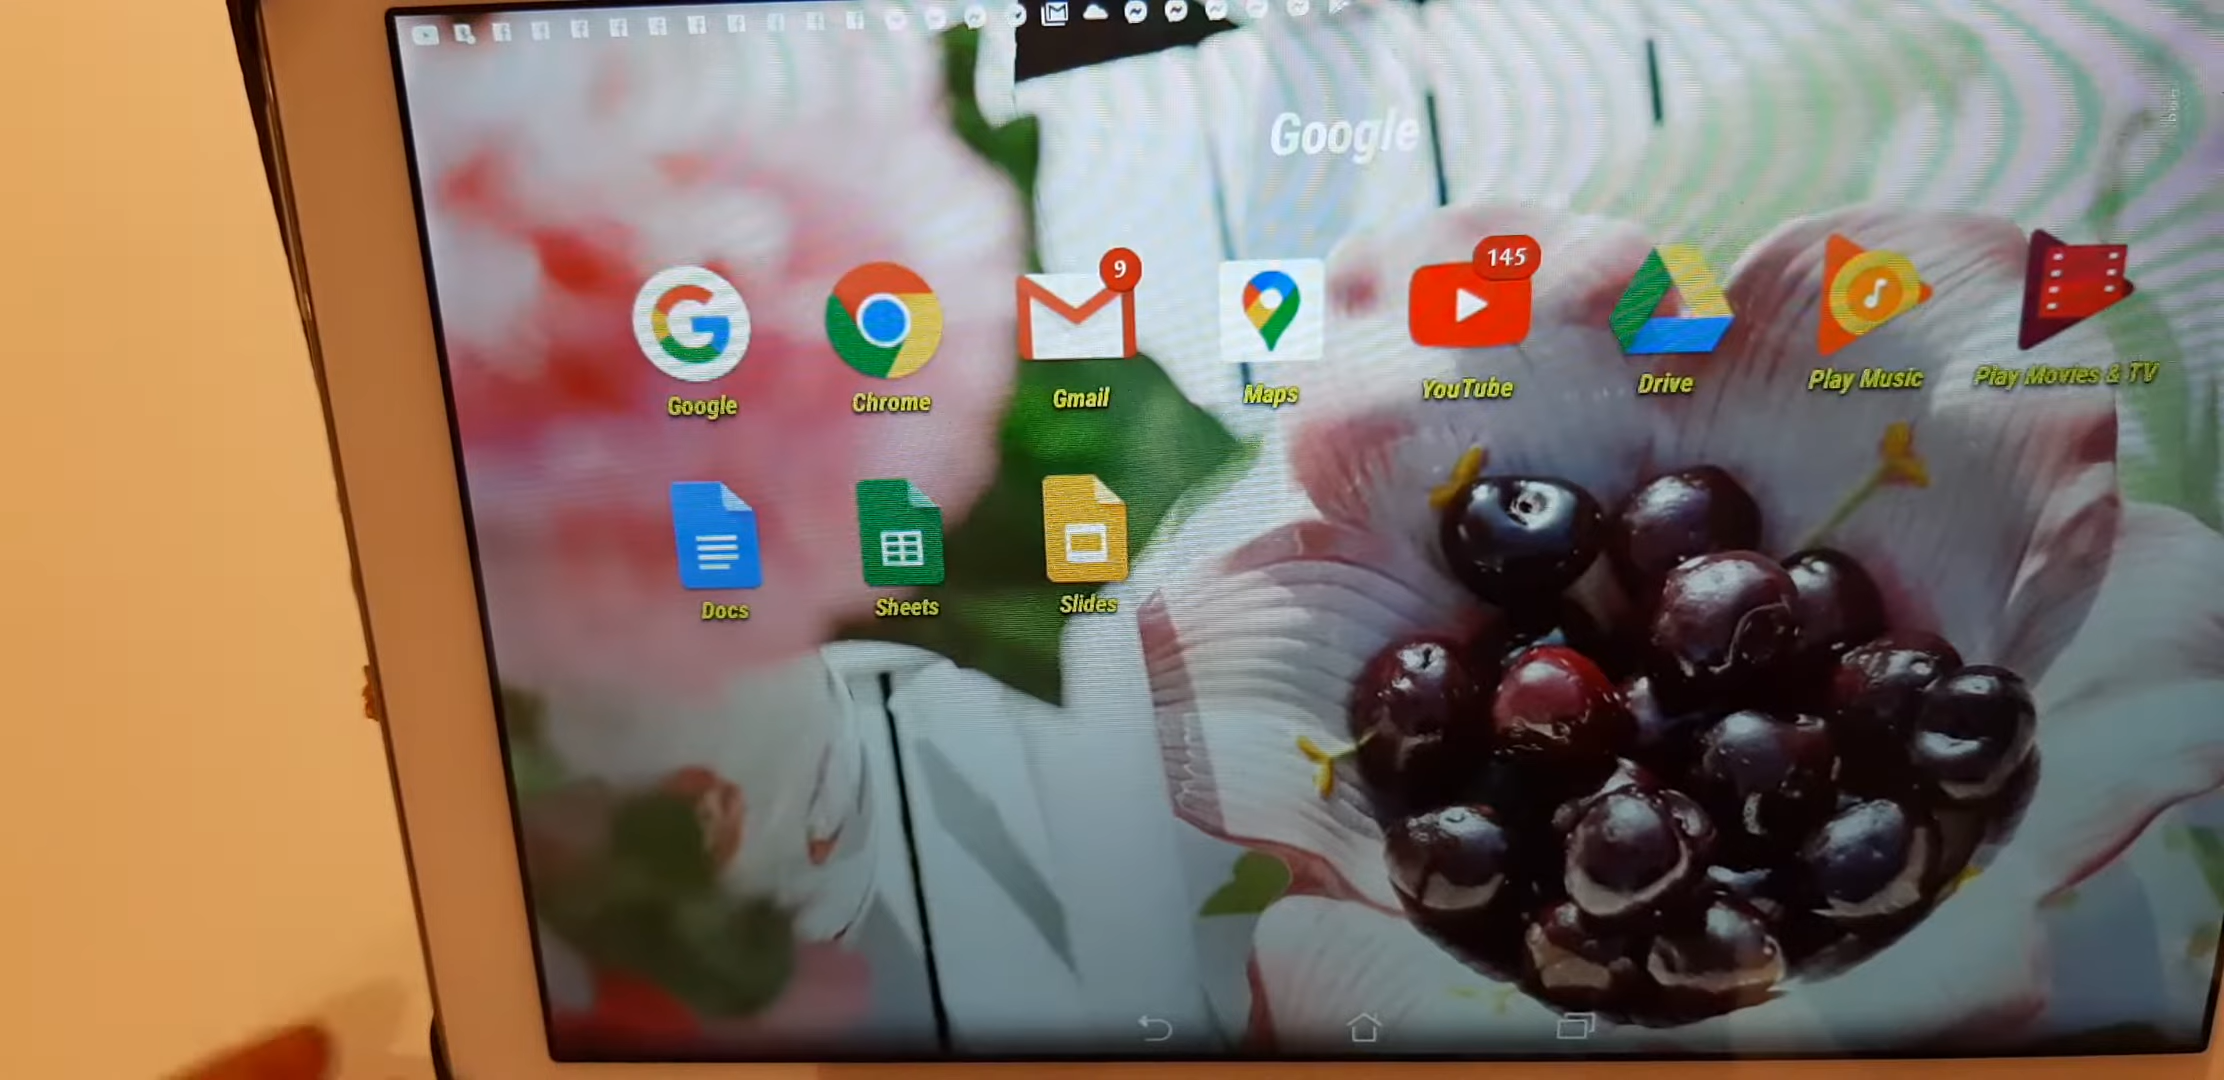 Google
9
145
Google Chrome Gmail Maps YouTube Drive Play Music Play Movies & TV
Docs Sheets Slides